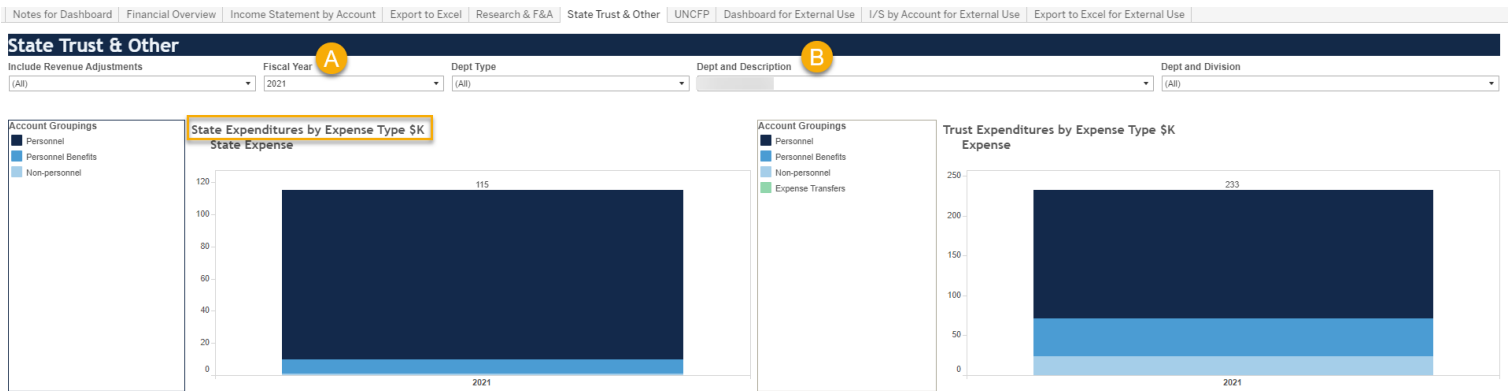 Notes for Dashboard Financial Overview Income Statement by Account Export to Excel Research & F&A State Trust & Other UNCFP Dashboard for External Use I/S by Account for External Use Export to Excel for External Use
State Trust & Other
A
B
Include Revenue Adjustments Fiscal Year Dept Type Dept and Description Dept and Division
(All) 2021 (All) (All)
Account Groupings
Personnel
Personnel Benefits
Non-personnel
State Expenditures by Expense Type $K
State Expense
120
100
80
60
40
20
0
115
2021
Account Groupings
Personnel
Personnel Benefits
Non-personnel
Expense Transfers
Trust Expenditures by Expense Type $K
Expense
250
200
150
100
50
0
233
2021